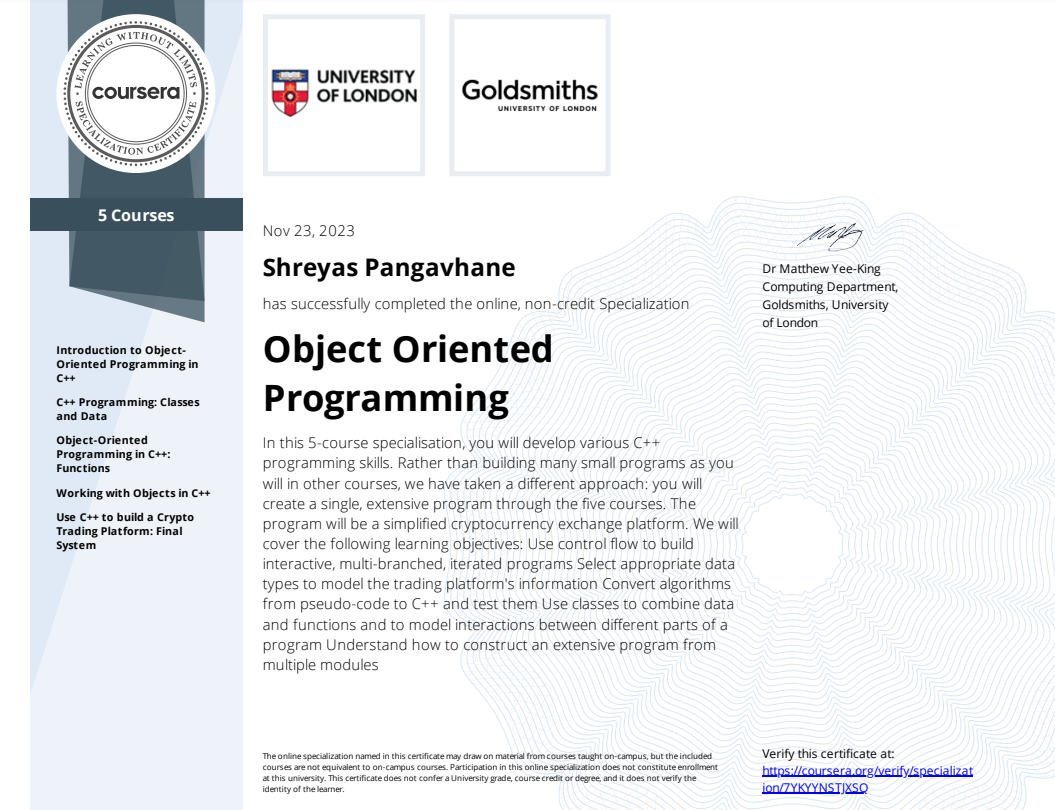 LEARNING WITHOUT LIMITS
coursera
SPECIALIZATION CERTIFICATE
5 Courses
Introduction to Object-
Oriented Programming in
C++
C++ Programming: Classes
and Data
Object-Oriented
Programming in C++:
Functions
Working with Objects in C++
Use C++ to build a Crypto
Trading Platform: Final
System
UNIVERSITY
OF LONDON
Goldsmiths
UNIVERSITY OF LONDON
Nov 23, 2023
Shreyas Pangavhane
has successfully completed the online, non-credit Specialization
Object Oriented
Programming
In this 5-course specialisation, you will develop various C++
programming skills. Rather than building many small programs as you
will in other courses, we have taken a different approach: you will
create a single, extensive program through the five courses. The
program will be a simplified cryptocurrency exchange platform. We will
cover the following learning objectives: Use control flow to build
interactive, multi-branched, iterated programs Select appropriate data
types to model the trading platform's information Convert algorithms
from pseudo-code to C++ and test them Use classes to combine data
and functions and to model interactions between different parts of a
program Understand how to construct an extensive program from
multiple modules
The online specialization named in this certificate may draw on material from courses taught on-campus, but the included
courses are not equivalent to on-campus courses. Participation in this online specialization does not constitute enrollment
at this university. This certificate does not confer a University grade, course credit or degree, and it does not verify the
identity of the learner.
Dr Matthew Yee-King
Computing Department,
Goldsmiths, University
of London
Verify this certificate at:
https://coursera.org/verify/specializat
ion/7YKYYNSTJXSQ